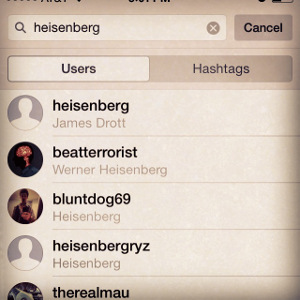 heisenberg
Cancel
Users
Hashtags
heisenberg
James Drott
beatterrorist
Werner Heisenberg
bluntdog69
Heisenberg
heisenbergryz
Heisenberg
therealmau